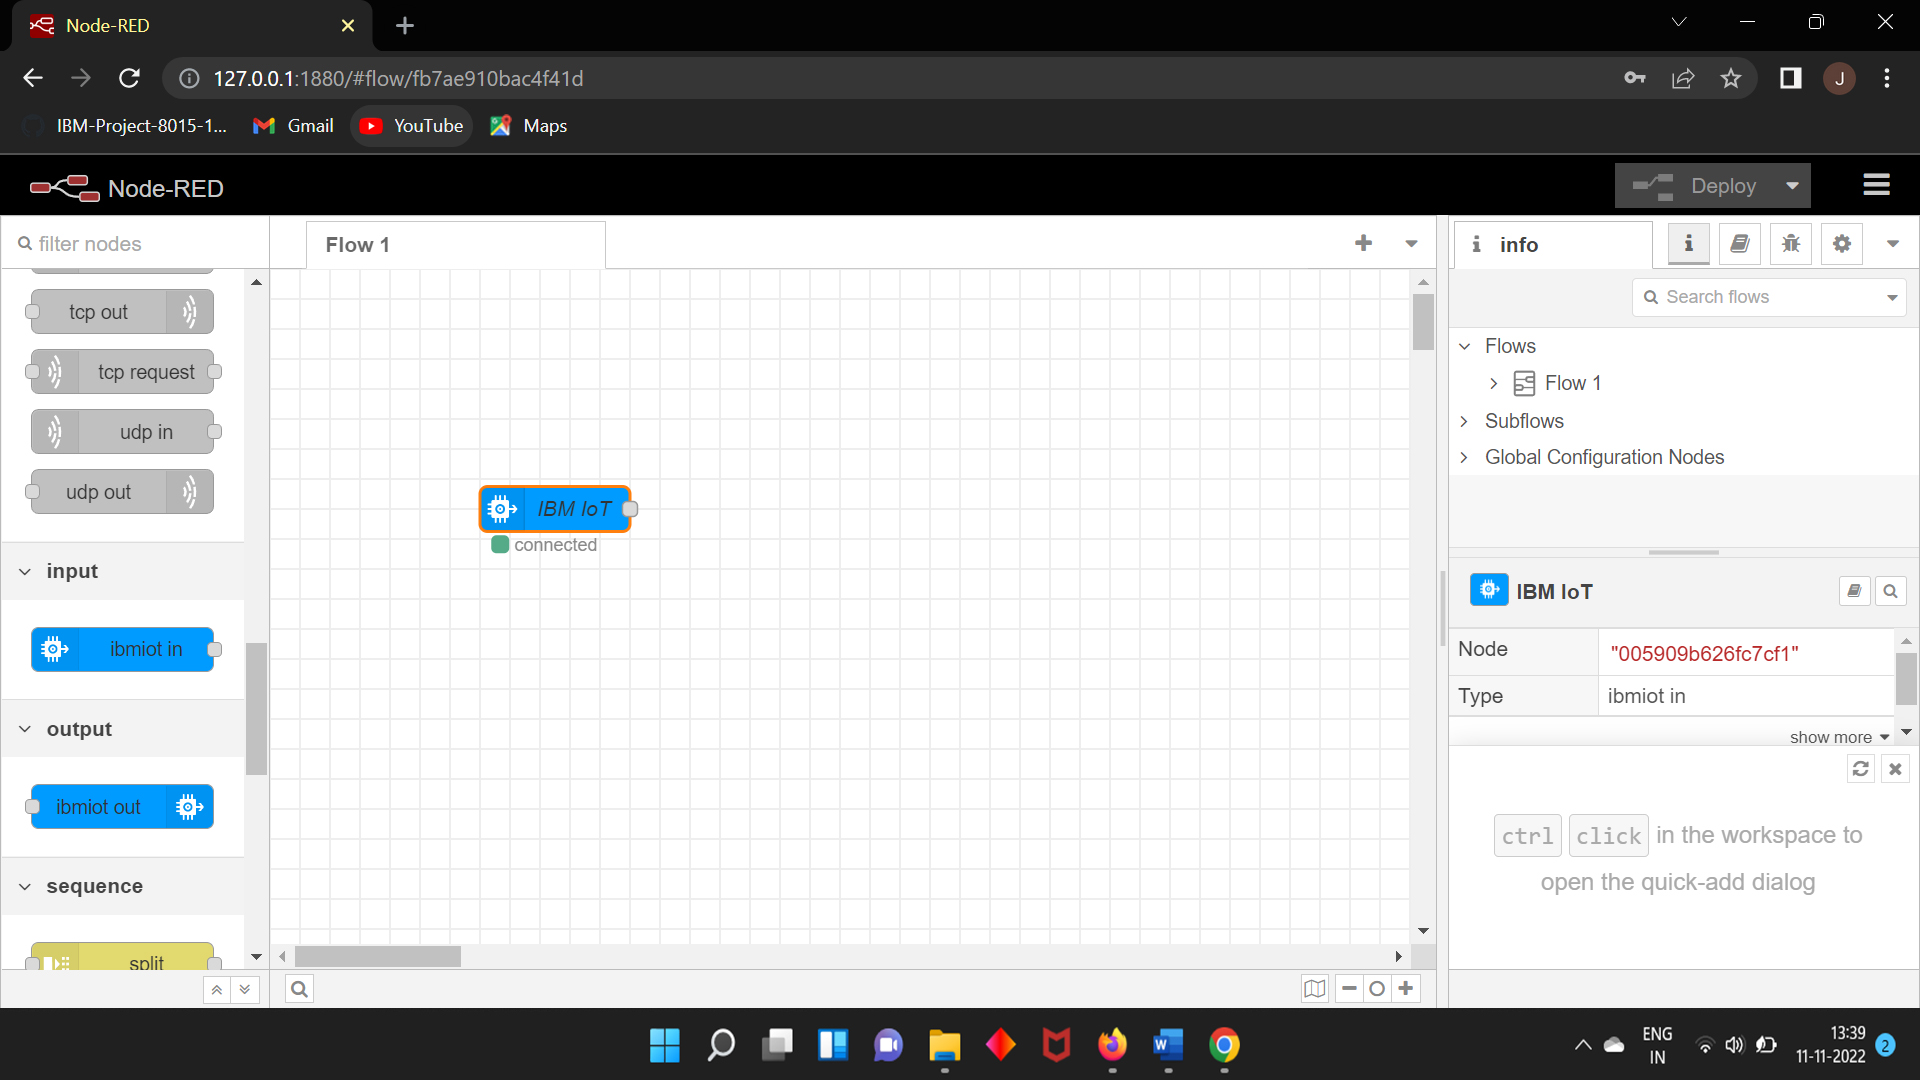 Node-RED
127.0.0.1:1880/#flow/fb7ae910bac4f41d
J
IBM-Project-8015-1...
Gmail
YouTube
Maps
Node-RED
Deploy
filter nodes
Flow 1
info
tcp out
tcp request
udp in
udp out
input
ibmiot in
output
ibmiot out
sequence
split
IBM IoT
connected
Search flows
Flows
Flow 1
Subflows
Global Configuration Nodes
IBM IoT
Node "005909b626fc7cf1"
Type ibmiot in
show more
ctrl click in the workspace to
open the quick-add dialog
ENG
IN
13:39
11-11-2022
2